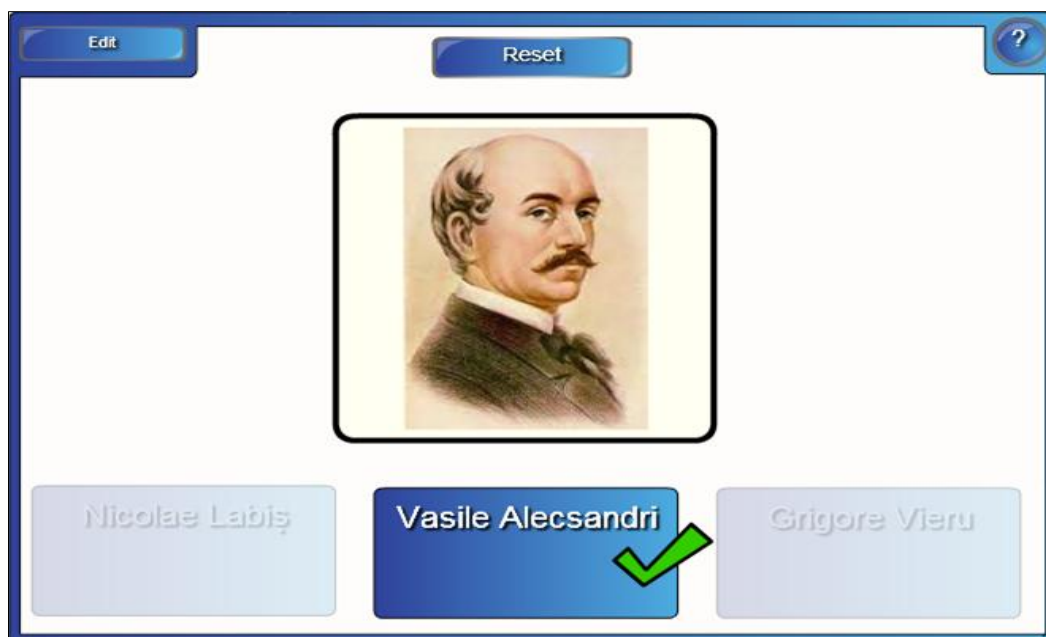 Edit
Reset
?
Nicolae Labiș
Vasile Alecsandri
Grigore Vieru